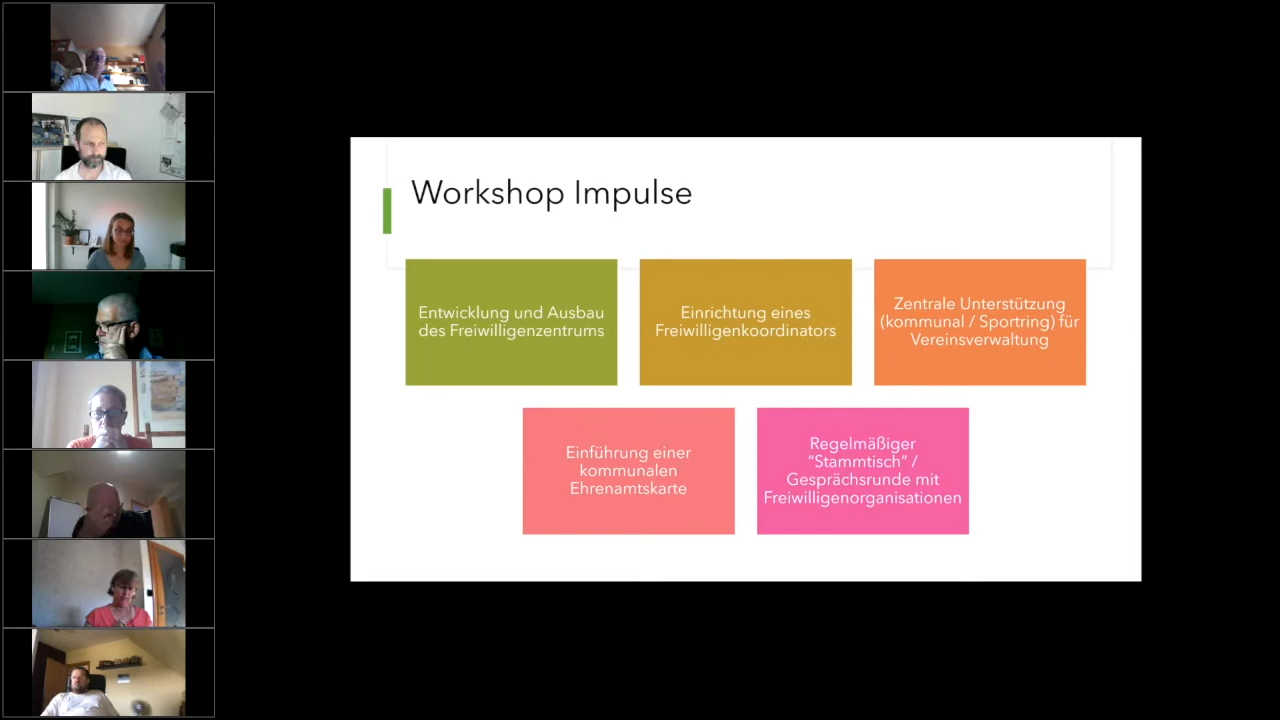 Workshop Impulse
Entwicklung und Ausbau
des Freiwilligenzentrums
Einrichtung eines
Freiwilligenkoordinators
Zentrale Unterstützung
(kommunal / Sportring) für
Vereinsverwaltung
Einführung einer
kommunalen
Ehrenamtskarte
Regelmäßiger
“Stammtisch“ /
Gesprächsrunde mit
Freiwilligenorganisationen